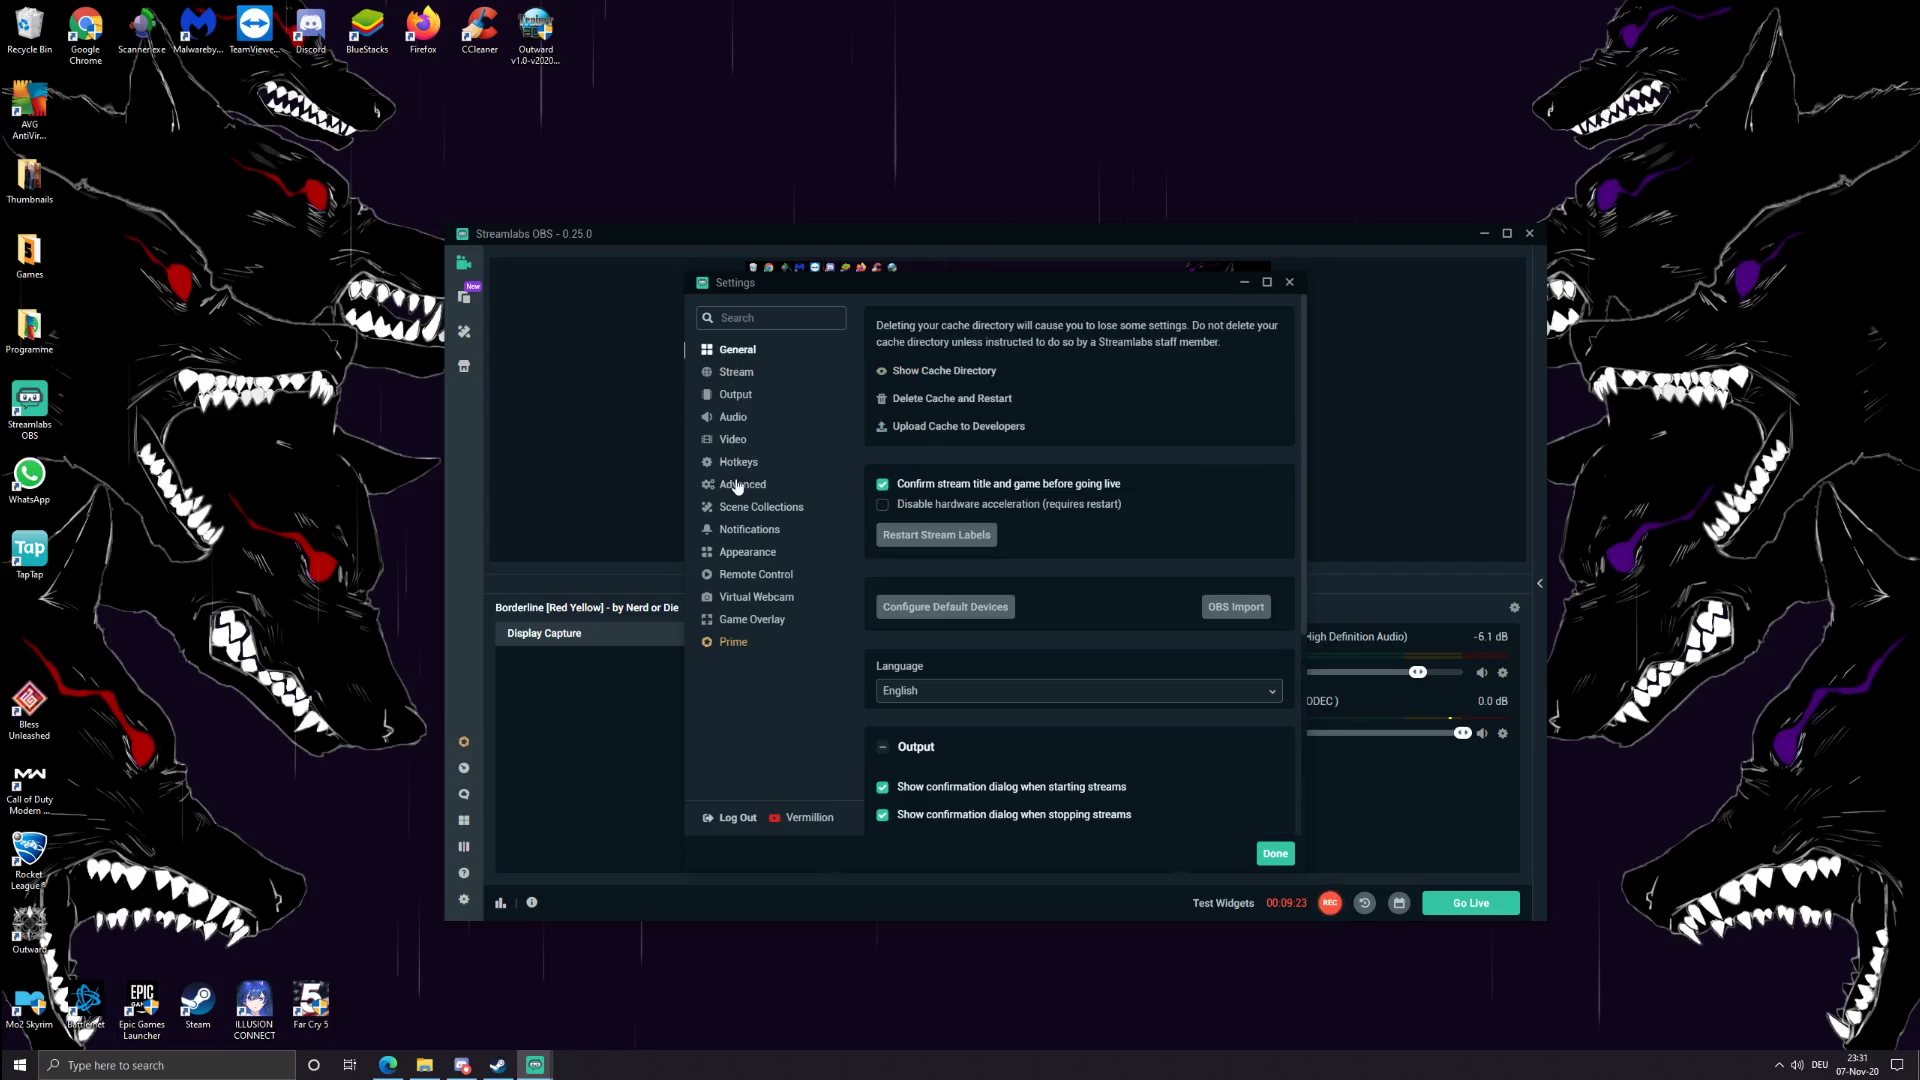 Recycle Bin
Google
Chrome
Scanner.exe
Malwareby...
TeamViewe...
Discord
BlueStacks
Firefox
CCleaner
Outward
v1.0-v2020...
AVG
AntiVir...
Thumbnails
Games
Programme
Streamlabs
OBS
WhatsApp
Tap
TapTap
Bless
Unleashed
Call of Duty
Modern ...
Rocket
League®
Outward
Mo2 Skyrim
Battle.net
Epic Games
Launcher
Steam
ILLUSION
CONNECT
Far Cry 5
Streamlabs OBS - 0.25.0
New
Settings
Search
General
Stream
Output
Audio
Video
Hotkeys
Advanced
Scene Collections
Notifications
Appearance
Remote Control
Virtual Webcam
Game Overlay
Prime
Log Out
Vermillion
Deleting your cache directory will cause you to lose some settings. Do not delete your
cache directory unless instructed to do so by a Streamlabs staff member.
Show Cache Directory
Delete Cache and Restart
Upload Cache to Developers
Confirm stream title and game before going live
Disable hardware acceleration (requires restart)
Restart Stream Labels
Configure Default Devices
OBS Import
Language
English
Output
Show confirmation dialog when starting streams
Show confirmation dialog when stopping streams
Done
Borderline [Red Yellow] - by Nerd or Die
Display Capture
High Definition Audio)
-6.1 dB
ODEC )
0.0 dB
Test Widgets
00:09:23
REC
Go Live
Type here to search
DEU
23:31
07-Nov-20